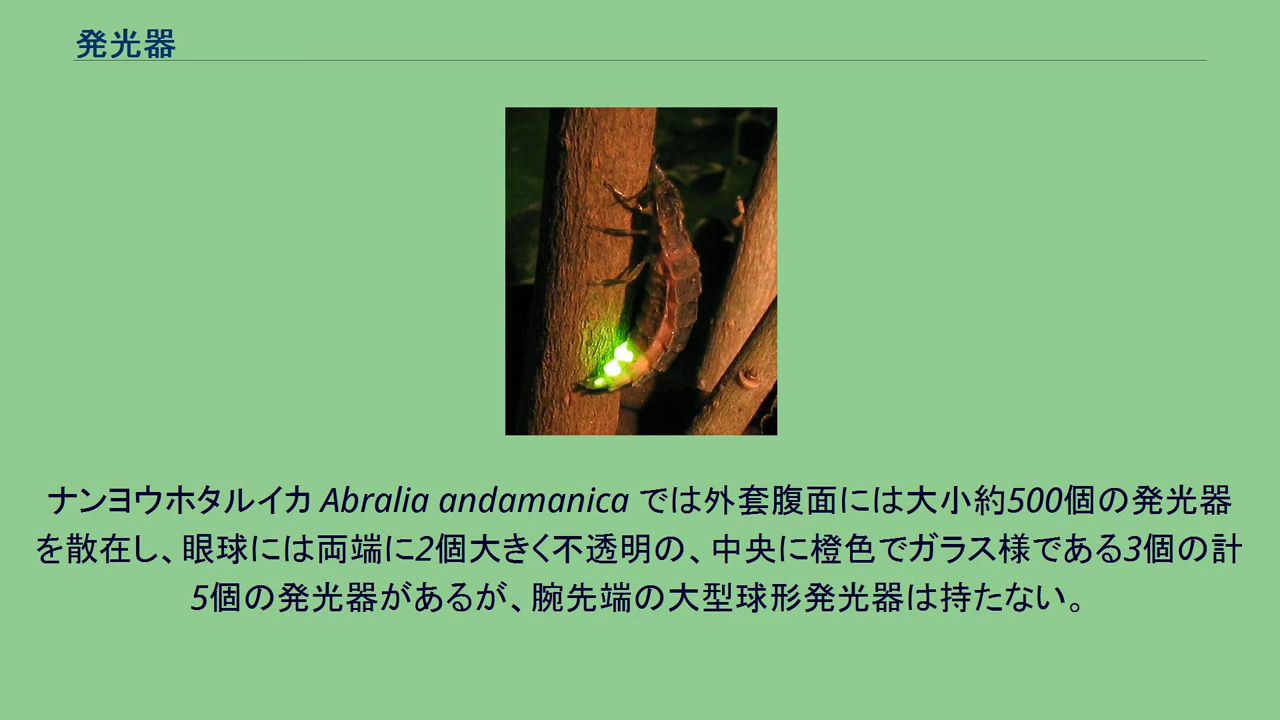 発光器
ナンヨウホタルイカ Abralia andamanica では外套腹面には大小約500個の発光器
を散在し、眼球には両端に2個大きく不透明の、中央に橙色でガラス様である3個の計
5個の発光器があるが、腕先端の大型球形発光器は持たない。